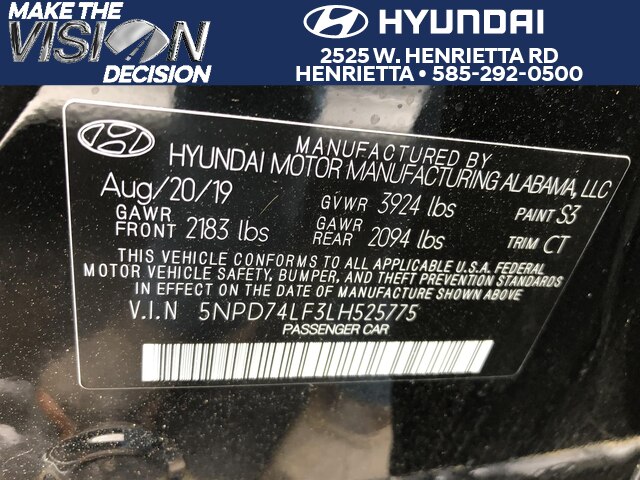 MAKE THE
VISION
DECISION
HYUNDAI
2525 W. HENRIETTA RD
HENRIETTA • 585-292-0500
MANUFACTURED BY
HYUNDAI MOTOR MANUFACTURING ALABAMA, LLC
Aug/20/19 GVWR 3924 lbs PAINT S3
GAWR FRONT 2183 lbs GAWR REAR 2094 lbs TRIM CT
THIS VEHICLE CONFORMS TO ALL APPLICABLE U.S.A. FEDERAL
MOTOR VEHICLE SAFETY, BUMPER, AND THEFT PREVENTION STANDARDS
IN EFFECT ON THE DATE OF MANUFACTURE SHOWN ABOVE.
V.I.N 5NPD74LF3LH525775
PASSENGER CAR